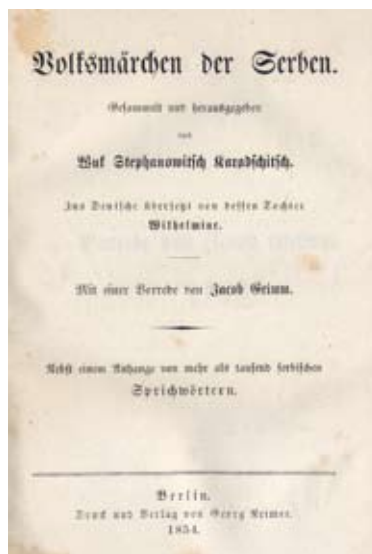 Volksmärchen der Serben.
Gesammelt und herausgegeben
von
Wuk Stephanowitsch Karadschitsch.
Ins Deutsche übersetzt von dessen Tochter
Wilhelmine.
Mit einer Vorrede von Jacob Grimm.
Nebst einem Anhange von mehr als tausend serbischen
Sprichwörtern.
Berlin.
Druck und Verlag von Georg Reimer.
1854.